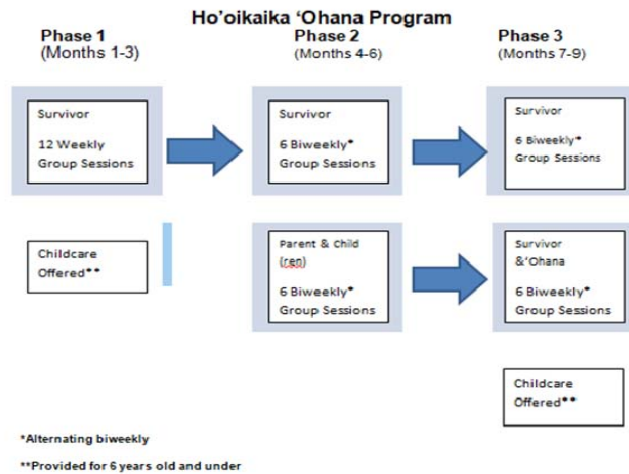 Ho'oikaika ‘Ohana Program
Phase 1
(Months 1-3)
Phase 2
(Months 4-6)
Phase 3
(Months 7-9)
Survivor
12 Weekly
Group Sessions
Survivor
6 Biweekly*
Group Sessions
Survivor
6 Biweekly*
Group Sessions
Childcare
Offered**
Parent & Child
(ren)
6 Biweekly*
Group Sessions
Survivor
&‘Ohana
6 Biweekly*
Group Sessions
Childcare
Offered**
*Alternating biweekly
**Provided for 6 years old and under